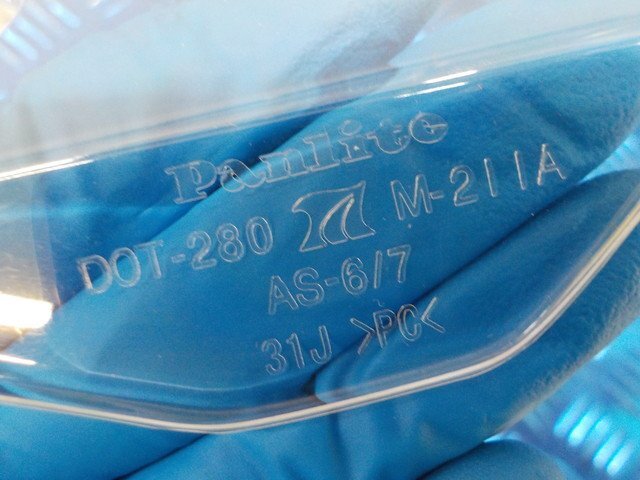 Panlite
DOT-280 M-211A
AS-6/7
31J >PC<